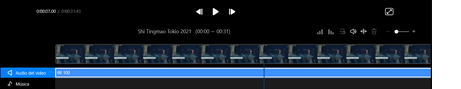 0:00:07.00 / 0:00:31.43
Shi Tingmao Tokio 2021 (00:00 ~ 00:31)
Audio del video
100
Música